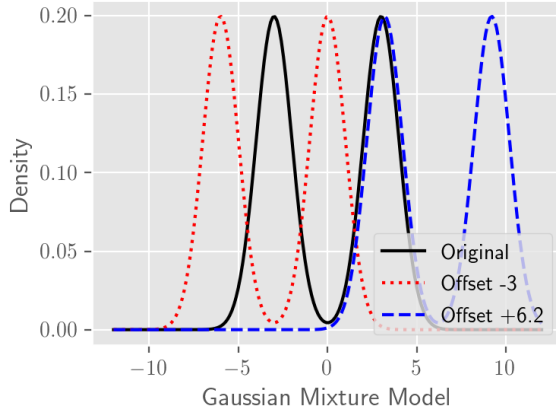 0.20
0.15
0.10
0.05
0.00
Density
−10
−5
0
5
10
Gaussian Mixture Model
Original
Offset -3
Offset +6.2